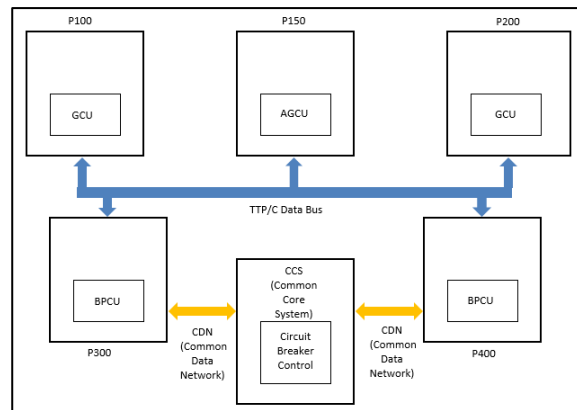 P100
P150
P200
GCU
AGCU
GCU
TTP/C Data Bus
BPCU
P300
CDN
(Common
Data
Network)
CCS
(Common
Core
System)
Circuit
Breaker
Control
CDN
(Common
Data
Network)
BPCU
P400